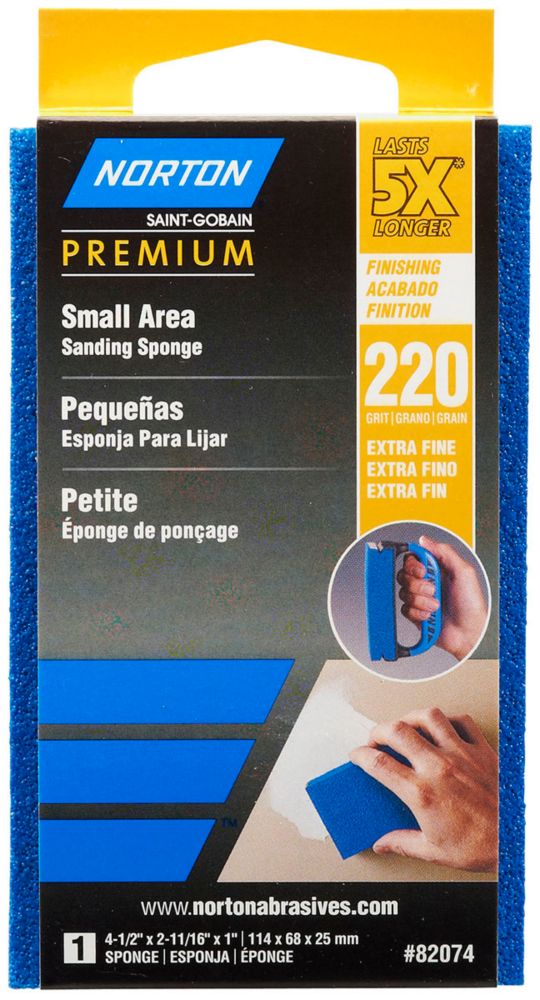 NORTON
SAINT-GOBAIN
PREMIUM
Small Area
Sanding Sponge
Pequeñas
Esponja Para Lijar
Petite
Éponge de ponçage
LASTS
5X*
LONGER
FINISHING
ACABADO
FINITION
220
GRIT | GRANO | GRAIN
EXTRA FINE
EXTRA FINO
EXTRA FIN
TM
www.nortonabrasives.com
1 4-1/2" x 2-11/16" x 1" | 114 x 68 x 25 mm
SPONGE | ESPONJA | ÉPONGE
#82074